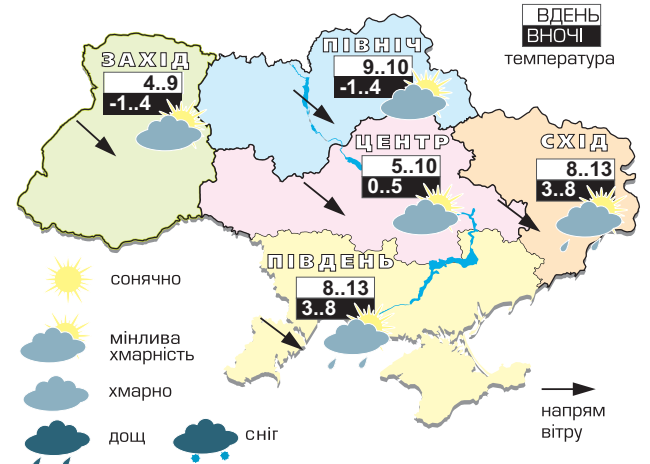 ВДЕНЬ
ВНОЧІ
температура
ЗАХІД
4..9
-1..4
ПІВНІЧ
9..10
-1..4
ЦЕНТР
5..10
0..5
СХІД
8..13
3..8
ПІВДЕНЬ
8..13
3..8
сонячно
мінлива
хмарність
хмарно
дощ
сніг
напрям
вітру